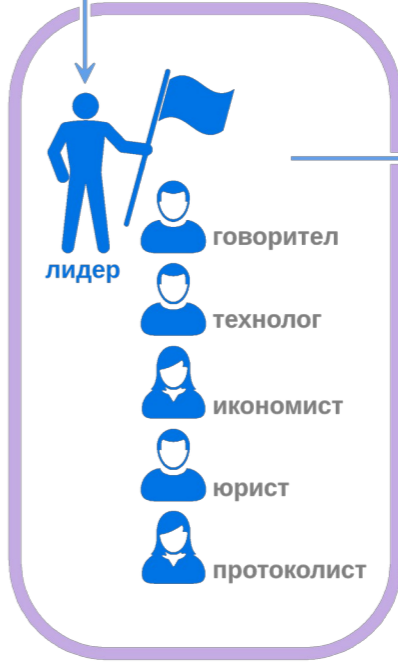 лидер
говорител
технолог
икономист
юрист
протоколист